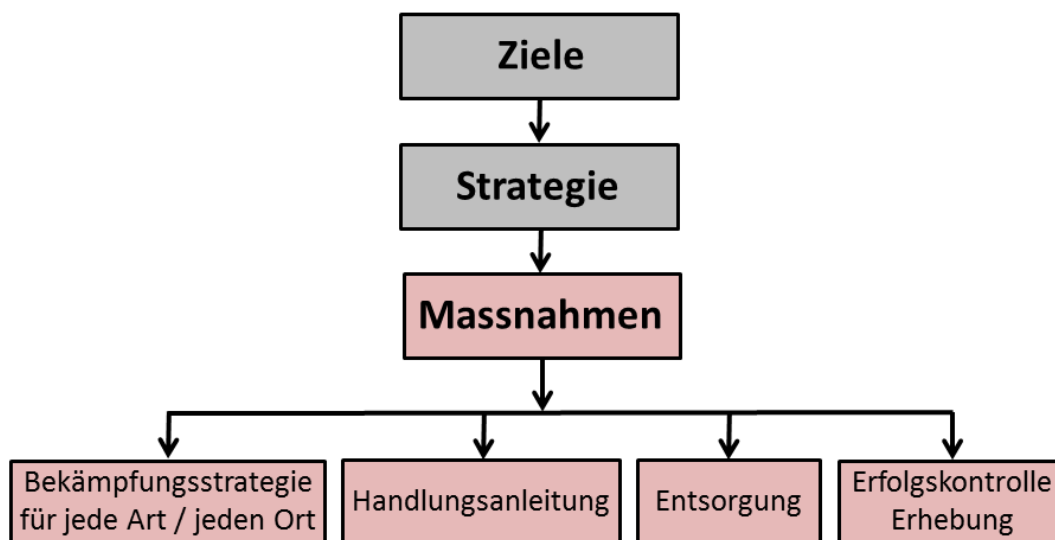 Ziele
Strategie
Massnahmen
Bekämpfungsstrategie
für jede Art / jeden Ort
Handlungsanleitung
Entsorgung
Erfolgskontrolle
Erhebung